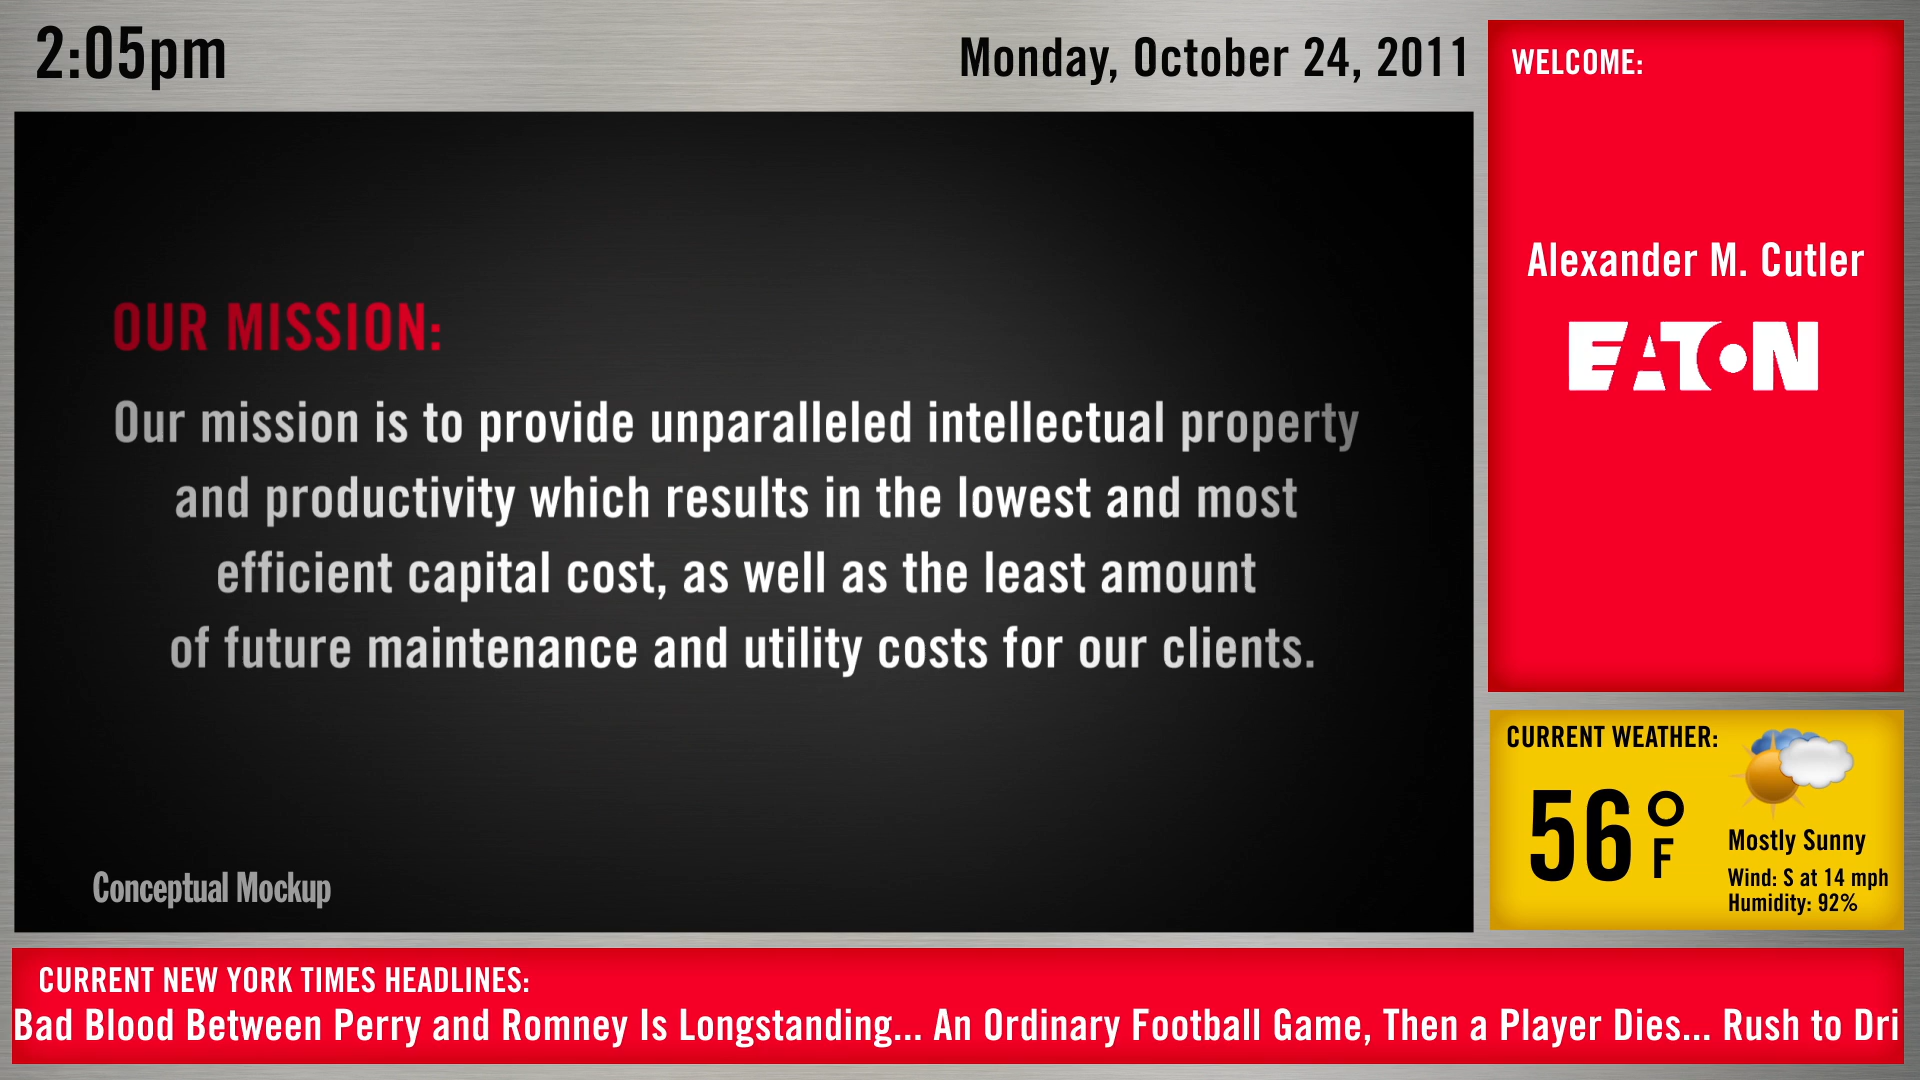 2:05pm
Monday, October 24, 2011
WELCOME:
Alexander M. Cutler
EATON
OUR MISSION:
Our mission is to provide unparalleled intellectual property
and productivity which results in the lowest and most
efficient capital cost, as well as the least amount
of future maintenance and utility costs for our clients.
Conceptual Mockup
CURRENT WEATHER:
56°F
Mostly Sunny
Wind: S at 14 mph
Humidity: 92%
CURRENT NEW YORK TIMES HEADLINES:
Bad Blood Between Perry and Romney Is Longstanding... An Ordinary Football Game, Then a Player Dies... Rush to Dri